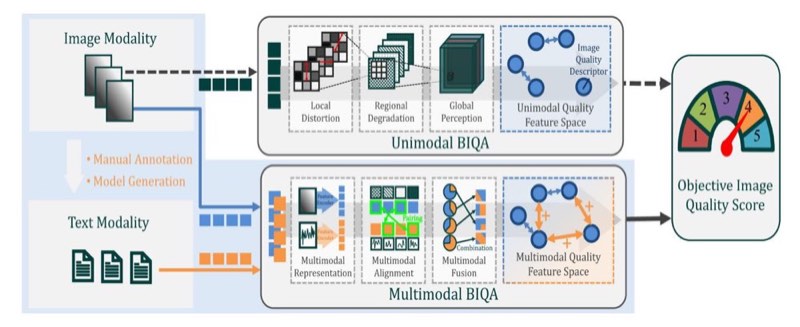 Image Modality
• Manual Annotation
• Model Generation
Text Modality
Local
Distortion
Regional
Degradation
Global
Perception
Image
Quality
Descriptor
Unimodal Quality
Feature Space
Unimodal BIQA
Multimodal
Representation
Pairing
Multimodal
Alignment
Combination
Multimodal
Fusion
Multimodal Quality
Feature Space
Multimodal BIQA
1
2
3
4
5
Objective Image
Quality Score